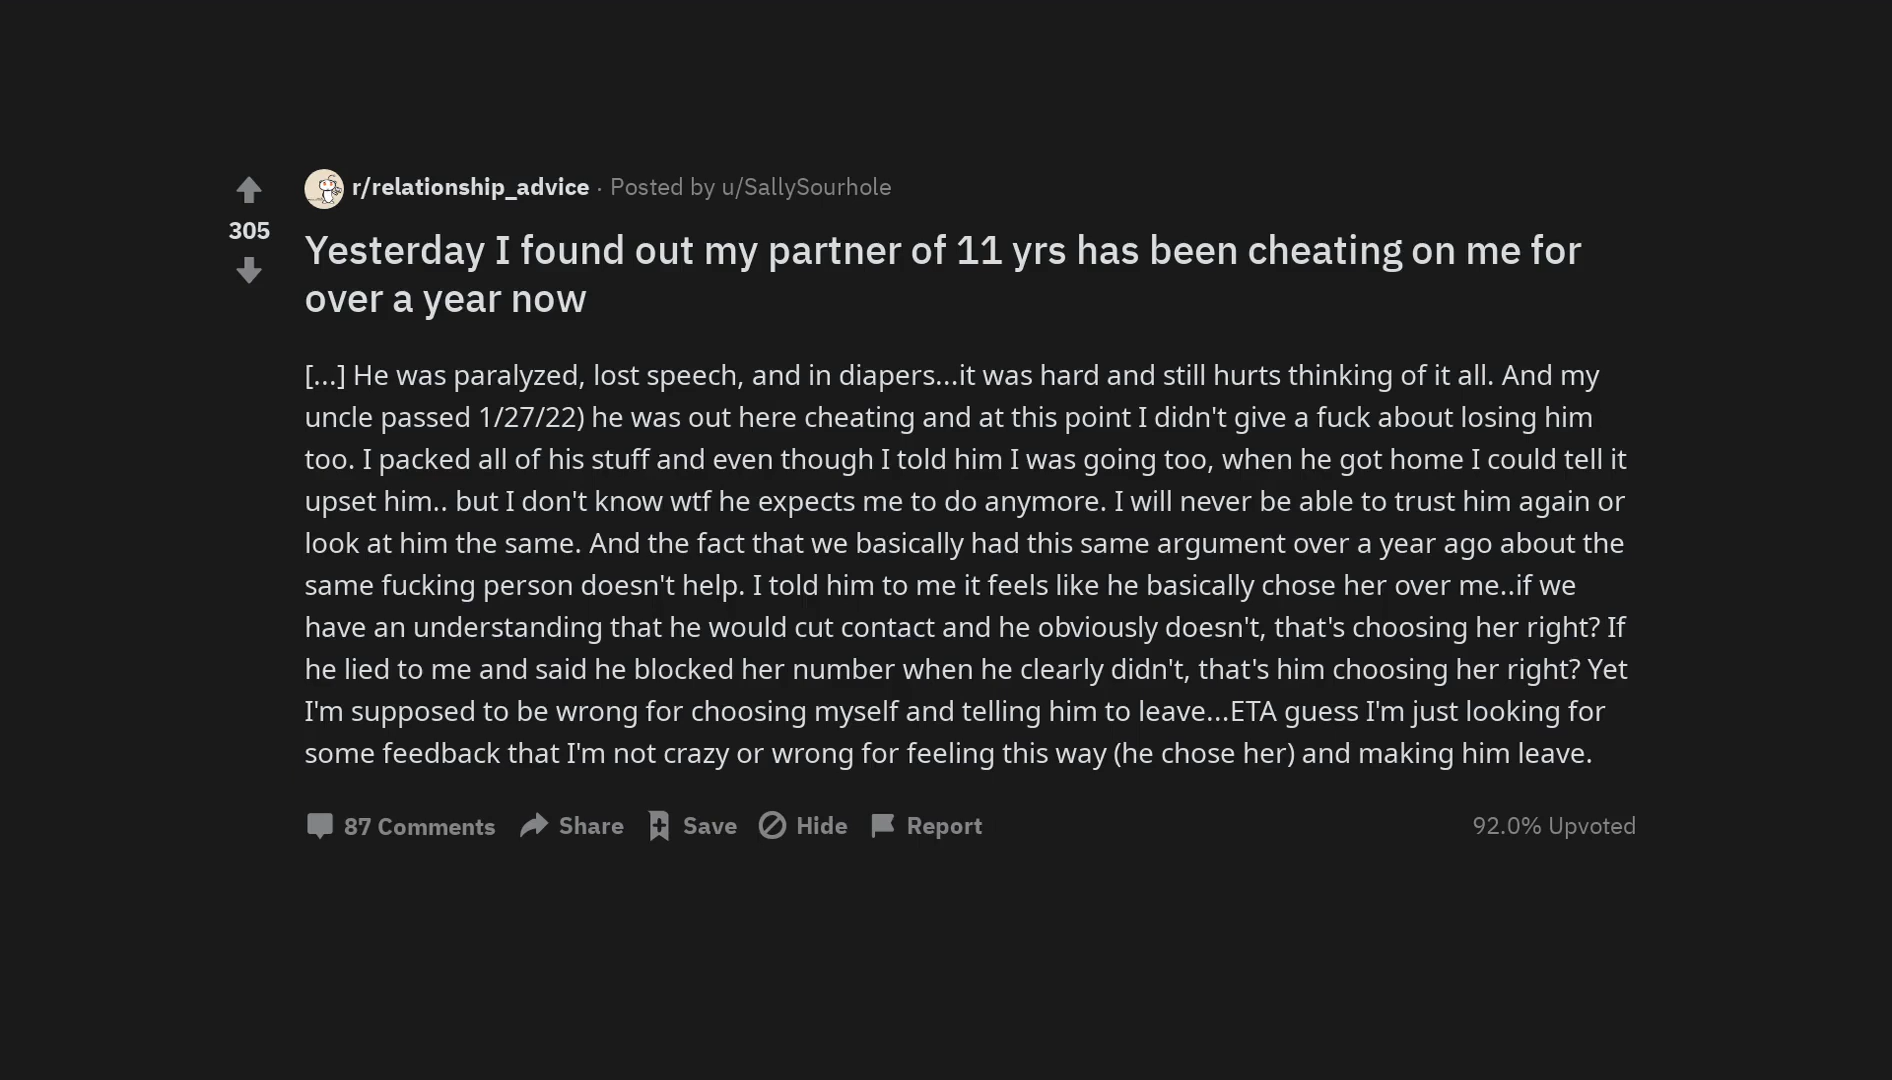 r/relationship_advice · Posted by u/SallySourhole
305
Yesterday I found out my partner of 11 yrs has been cheating on me for
over a year now
[...] He was paralyzed, lost speech, and in diapers...it was hard and still hurts thinking of it all. And my
uncle passed 1/27/22) he was out here cheating and at this point I didn't give a fuck about losing him
too. I packed all of his stuff and even though I told him I was going too, when he got home I could tell it
upset him.. but I don't know wtf he expects me to do anymore. I will never be able to trust him again or
look at him the same. And the fact that we basically had this same argument over a year ago about the
same fucking person doesn't help. I told him to me it feels like he basically chose her over me..if we
have an understanding that he would cut contact and he obviously doesn't, that's choosing her right? If
he lied to me and said he blocked her number when he clearly didn't, that's him choosing her right? Yet
I'm supposed to be wrong for choosing myself and telling him to leave...ETA guess I'm just looking for
some feedback that I'm not crazy or wrong for feeling this way (he chose her) and making him leave.
87 Comments Share Save Hide Report 92.0% Upvoted